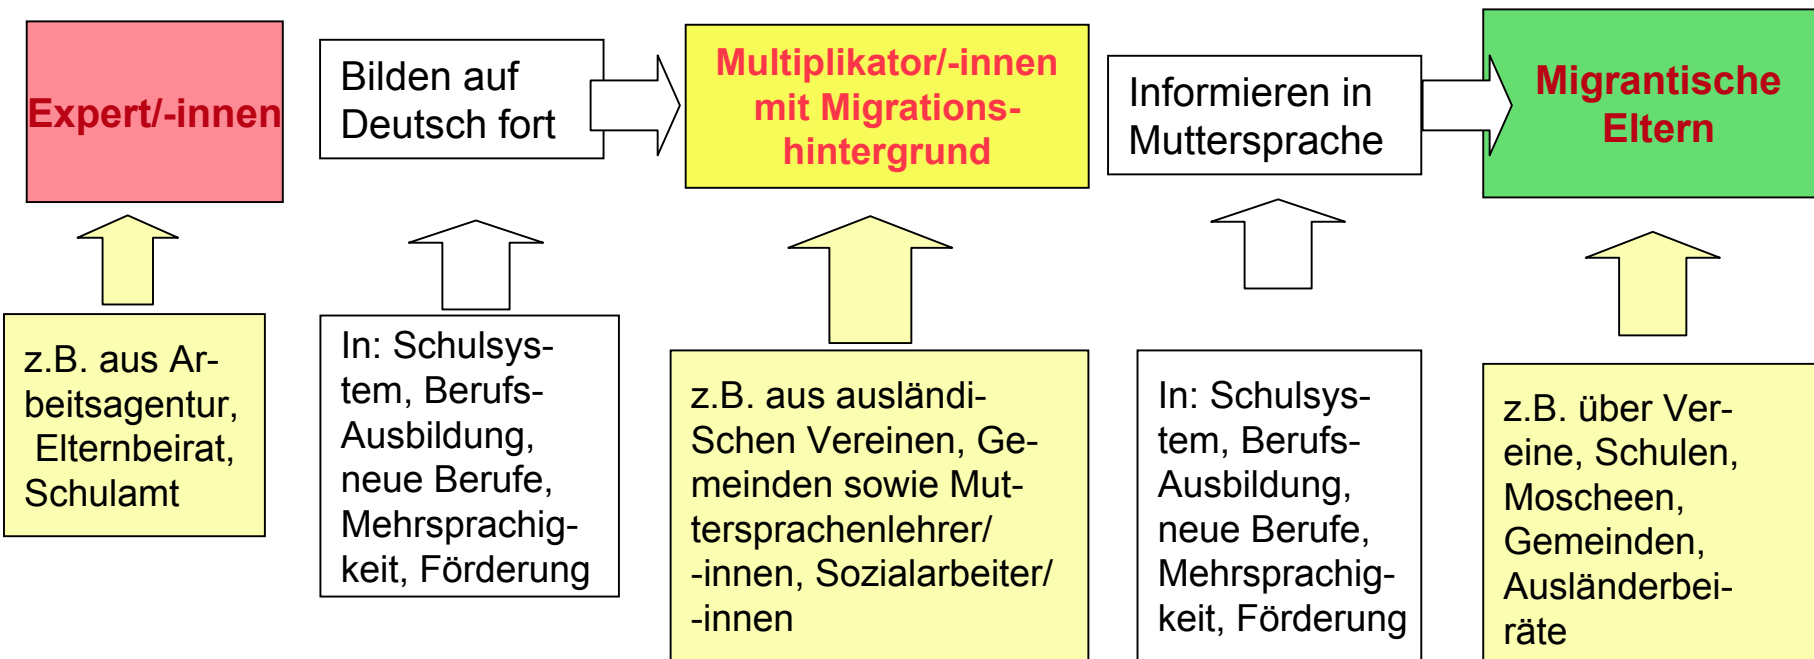 Expert/-innen
Bilden auf
Deutsch fort
Multiplikator/-innen
mit Migrations-
hintergrund
Informieren in
Muttersprache
Migrantische
Eltern
z.B. aus Ar-
beitsagentur,
Elternbeirat,
Schulamt
In: Schulsys-
tem, Berufs-
Ausbildung,
neue Berufe,
Mehrsprachig-
keit, Förderung
z.B. aus ausländi-
Schen Vereinen, Ge-
meinden sowie Mut-
tersprachenlehrer/
-innen, Sozialarbeiter/
-innen
In: Schulsys-
tem, Berufs-
Ausbildung,
neue Berufe,
Mehrsprachig-
keit, Förderung
z.B. über Ver-
eine, Schulen,
Moscheen,
Gemeinden,
Ausländerbei-
räte